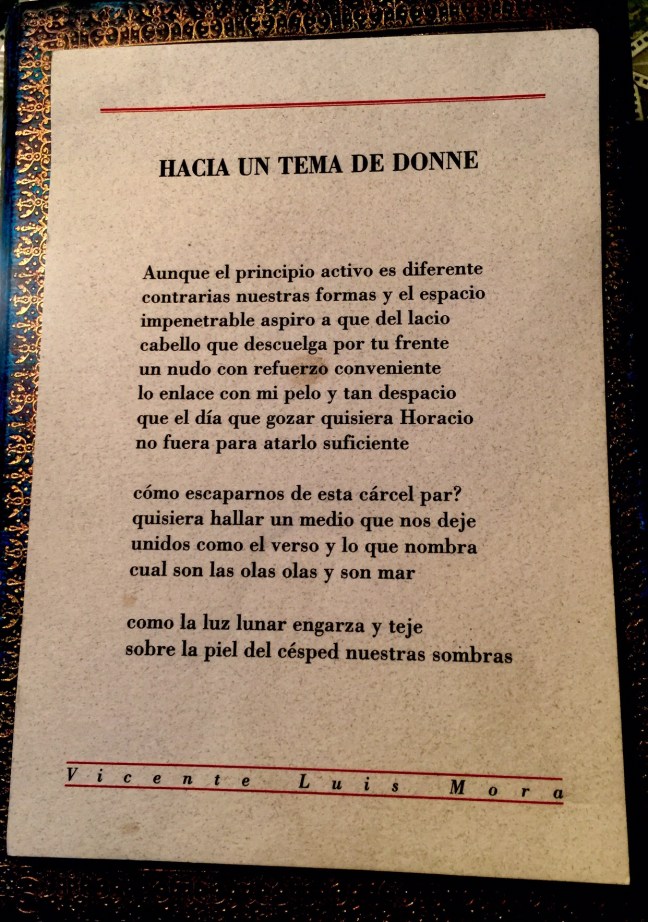 HACIA UN TEMA DE DONNE
Aunque el principio activo es diferente
contrarias nuestras formas y el espacio
impenetrable aspiro a que del lacio
cabello que descuelga por tu frente
un nudo con refuerzo conveniente
lo enlace con mi pelo y tan despacio
que el día que gozar quisiera Horacio
no fuera para atarlo suficiente
cómo escaparnos de esta cárcel par?
quisiera hallar un medio que nos deje
unidos como el verso y lo que nombra
cual son las olas olas y son mar
como la luz lunar engarza y teje
sobre la piel del césped nuestras sombras
Vicente Luis Mora